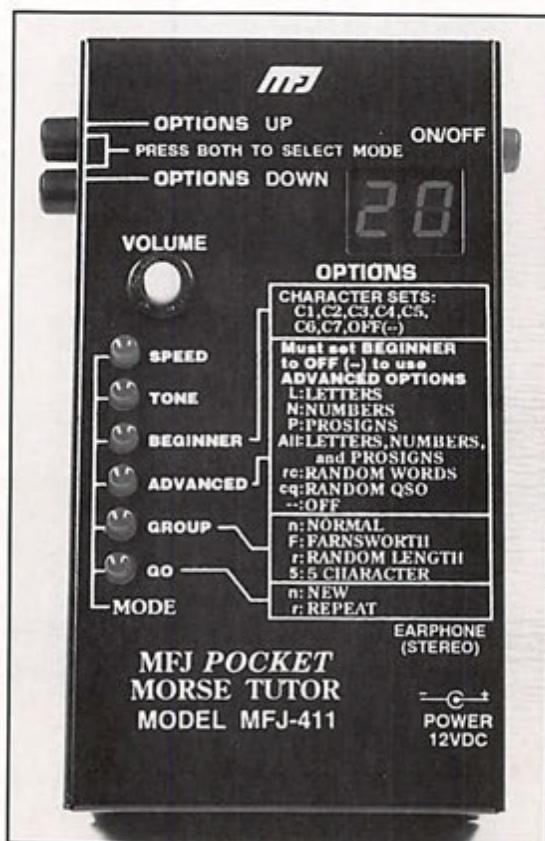 MFJ
OPTIONS UP
ON/OFF
PRESS BOTH TO SELECT MODE
OPTIONS DOWN
20
VOLUME
OPTIONS
CHARACTER SETS:
C1,C2,C3,C4,C5,
C6,C7,OFF(--)
Must set BEGINNER
to OFF (--) to use
ADVANCED OPTIONS
L:LETTERS
N:NUMBERS
P:PROSIGNS
All:LETTERS,NUMBERS,
and PROSIGNS
rc:RANDOM WORDS
cq:RANDOM QSO
--:OFF
n:NORMAL
F:FARNSWORTH
r:RANDOM LENGTH
5:5 CHARACTER
n:NEW
r:REPEAT
SPEED
TONE
BEGINNER
ADVANCED
GROUP
GO
MODE
EARPHONE
(STEREO)
MFJ POCKET
MORSE TUTOR
MODEL MFJ-411
- +
POWER
12VDC